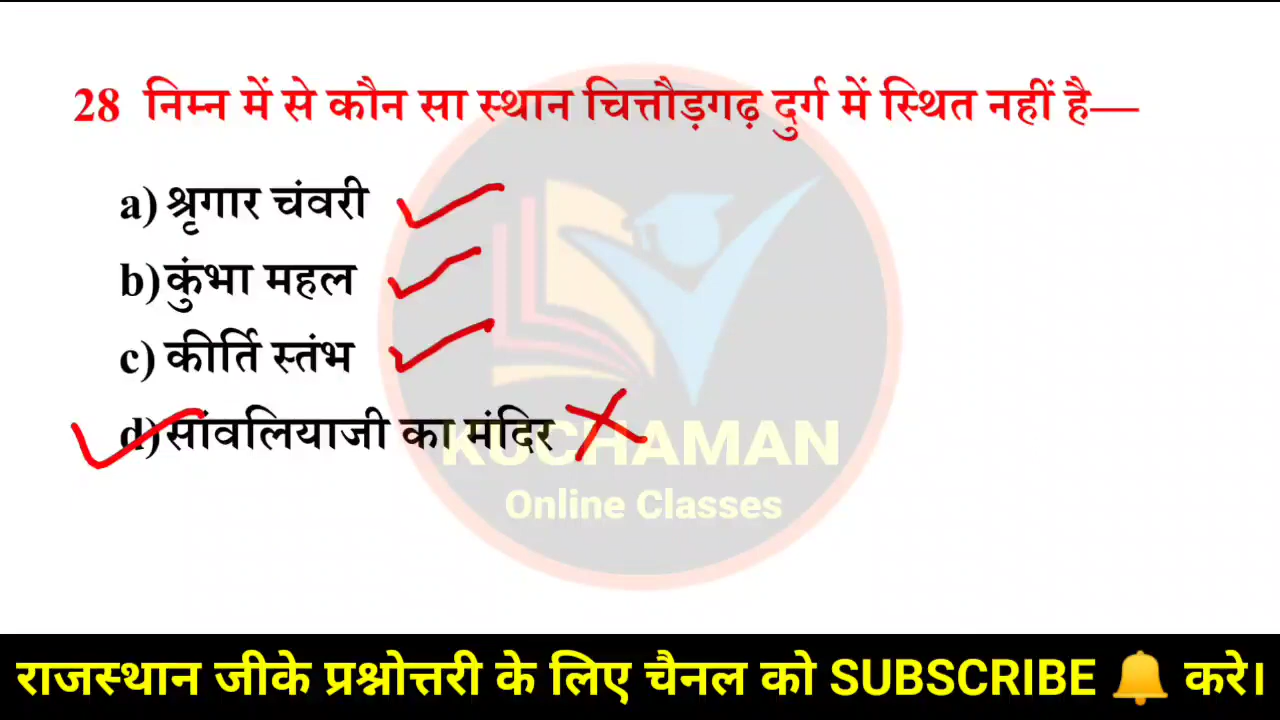 28 निम्न में से कौन सा स्थान चित्तौड़गढ़ दुर्ग में स्थित नहीं है—
a) श्रृगार चंवरी
b) कुंभा महल
c) कीर्ति स्तंभ
d) सांवलियाजी का मंदिर
KUCHAMAN
Online Classes
राजस्थान जीके प्रश्नोत्तरी के लिए चैनल को SUBSCRIBE 🔔 करे।